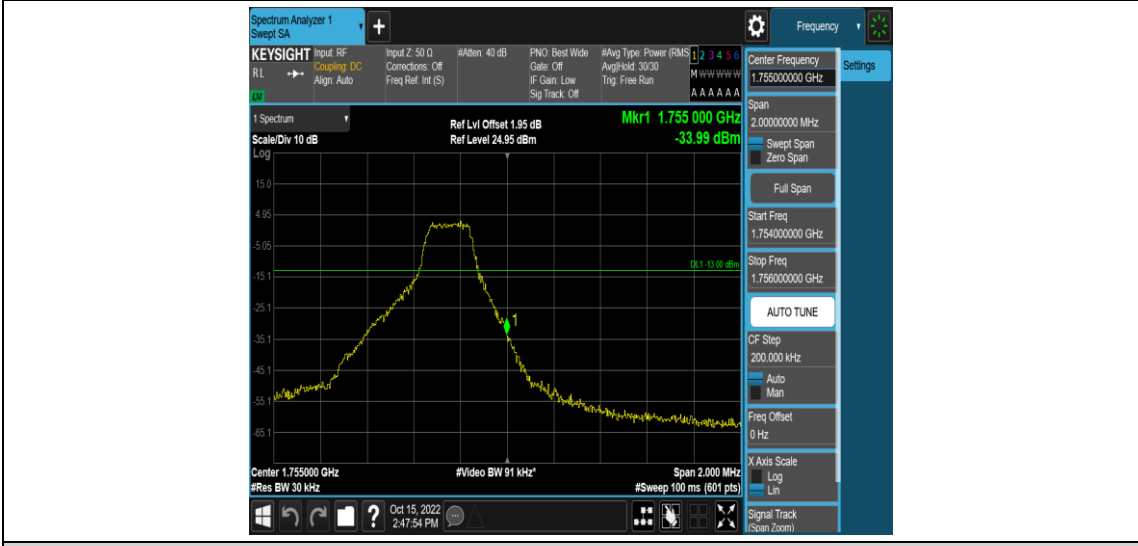 Spectrum Analyzer 1
Swept SA
+
Frequency
KEYSIGHT
RL
LXI
Input: RF
Coupling: DC
Align: Auto
Input Z: 50 Ω
Corrections: Off
Freq Ref: Int (S)
#Atten: 40 dB
PNO: Best Wide
Gate: Off
IF Gain: Low
Sig Track: Off
#Avg Type: Power (RMS
Avg|Hold: 30/30
Trig: Free Run
1 2 3 4 5 6
M W W W W W
A A A A A A
1 Spectrum
Scale/Div 10 dB
Log
Ref Lvl Offset 1.95 dB
Ref Level 24.95 dBm
Mkr1 1.755 000 GHz
-33.99 dBm
15.0
4.95
-5.05
-15.1
-25.1
-35.1
-45.1
-55.1
-65.1
DL1 -13.00 dBm
1
Center 1.755000 GHz
#Res BW 30 kHz
#Video BW 91 kHz*
Span 2.000 MHz
#Sweep 100 ms (601 pts)
Center Frequency
1.755000000 GHz
Settings
Span
2.00000000 MHz
Swept Span
Zero Span
Full Span
Start Freq
1.754000000 GHz
Stop Freq
1.756000000 GHz
AUTO TUNE
CF Step
200.000 kHz
Auto
Man
Freq Offset
0 Hz
X Axis Scale
Log
Lin
Signal Track
(Span Zoom)
?
Oct 15, 2022
2:47:54 PM